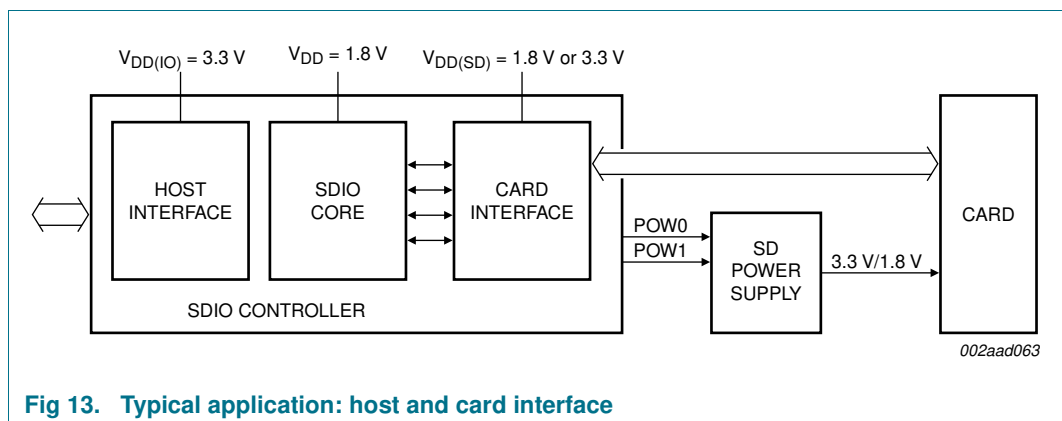 VDD(IO) = 3.3 V
VDD = 1.8 V
VDD(SD) = 1.8 V or 3.3 V
HOST
INTERFACE
SDIO
CORE
CARD
INTERFACE
SDIO CONTROLLER
POW0
POW1
SD
POWER
SUPPLY
3.3 V/1.8 V
CARD
002aad063
Fig 13. Typical application: host and card interface